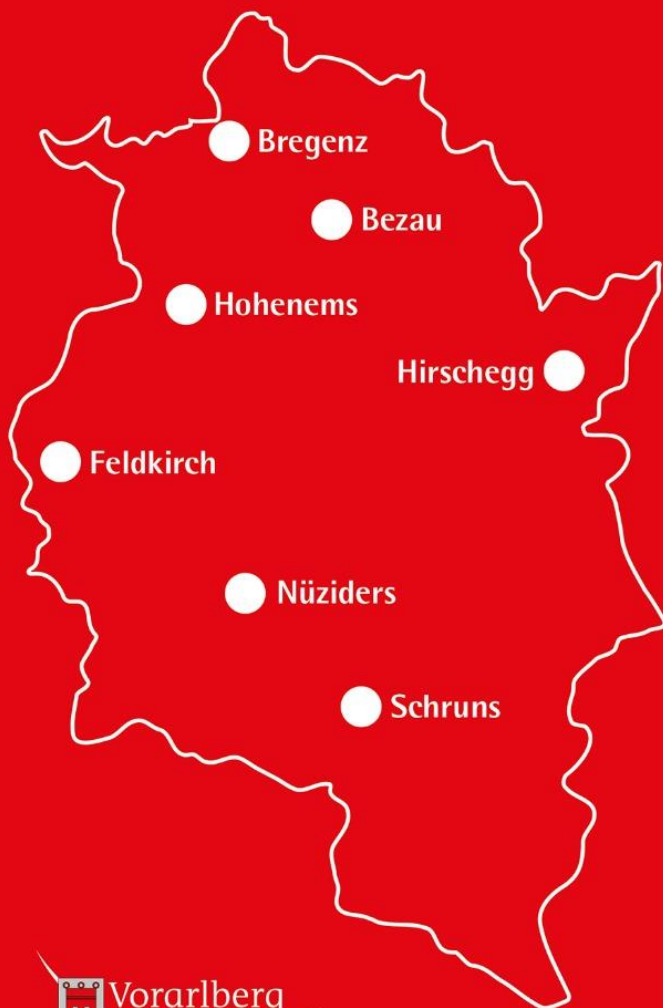 Bregenz
Bezau
Hohenems
Hirschegg
Feldkirch
Nüziders
Schruns
Vorarlberg